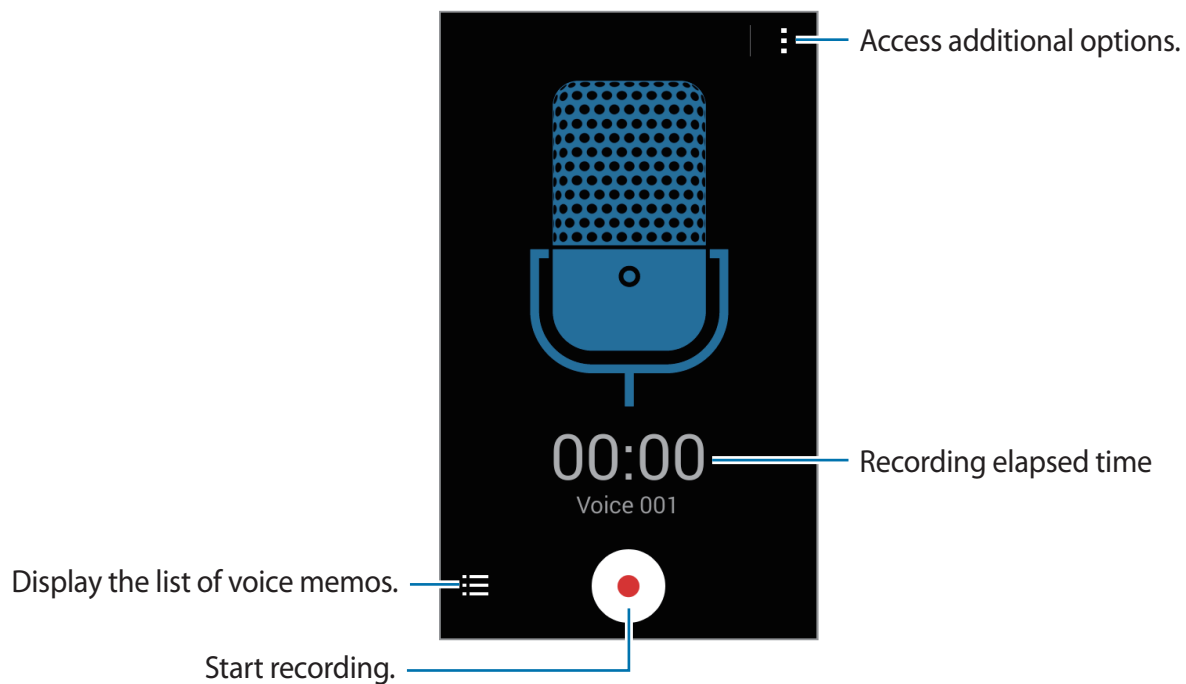 Access additional options.
00:00
Recording elapsed time
Voice 001
Display the list of voice memos.
Start recording.